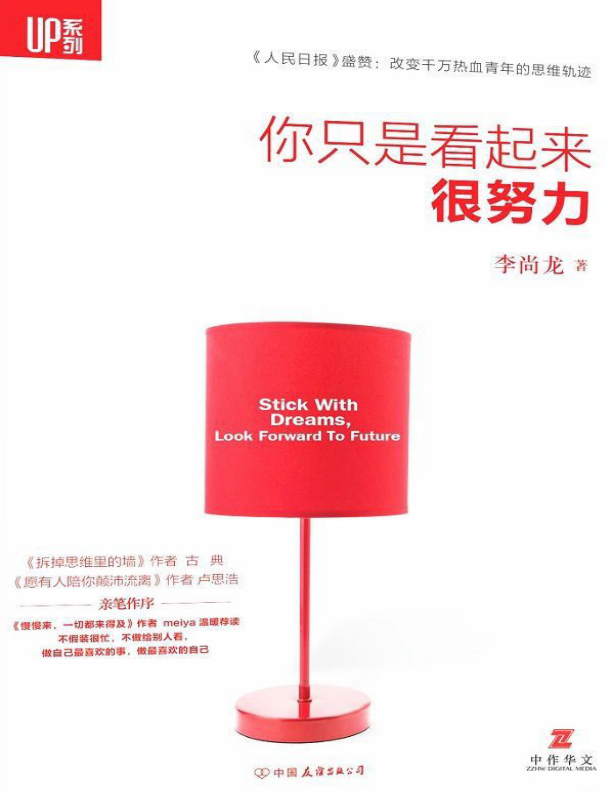 UP系列
《人民日报》盛赞：改变千万热血青年的思维轨迹
你只是看起来
很努力
李尚龙 著
Stick With
Dreams,
Look Forward To Future
《拆掉思维里的墙》作者 古 典
《愿有人陪你颠沛流离》作者 卢思浩
亲笔作序
《慢慢来，一切都来得及》作者 meiya 温暖荐读
不假装很忙，不做给别人看，
做自己最喜欢的事，做最喜欢的自己
中国友谊出版公司
中作华文
ZZHW DIGITAL MEDIA